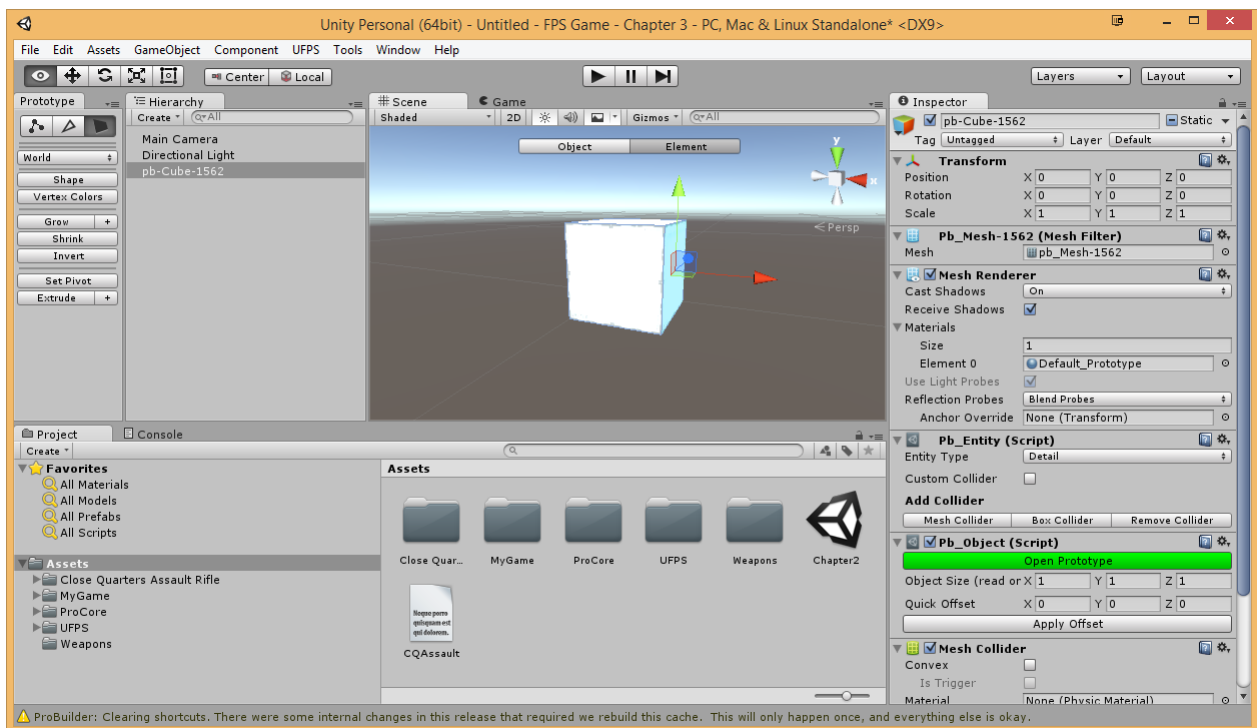 Unity Personal (64bit) - Untitled - FPS Game - Chapter 3 - PC, Mac & Linux Standalone* <DX9>
File Edit Assets GameObject Component UFPS Tools Window Help
Center Local Layers Layout
Prototype
World
Shape
Vertex Colors
Grow +
Shrink
Invert
Set Pivot
Extrude +
Hierarchy
Create All
Main Camera
Directional Light
pb-Cube-1562
Scene Game
Shaded 2D Gizmos All
Object Element
y
x
Persp
Inspector
pb-Cube-1562 Static
Tag Untagged Layer Default
Transform
Position X 0 Y 0 Z 0
Rotation X 0 Y 0 Z 0
Scale X 1 Y 1 Z 1
Pb_Mesh-1562 (Mesh Filter)
Mesh pb_Mesh-1562
Mesh Renderer
Cast Shadows On
Receive Shadows
Materials
Size 1
Element 0 Default_Prototype
Use Light Probes
Reflection Probes Blend Probes
Anchor Override None (Transform)
Pb_Entity (Script)
Entity Type Detail
Custom Collider
Add Collider
Mesh Collider Box Collider Remove Collider
Pb_Object (Script)
Open Prototype
Object Size (read or X 1 Y 1 Z 1
Quick Offset X 0 Y 0 Z 0
Apply Offset
Mesh Collider
Convex
Is Trigger
Material None (Physic Material)
Project Console
Create
Favorites
All Materials
All Models
All Prefabs
All Scripts
Assets
Close Quarters Assault Rifle
MyGame
ProCore
UFPS
Weapons
Assets
Close Quar... MyGame ProCore UFPS Weapons Chapter2
Neque porro
quisquam est
qui dolorem.
CQAssault
ProBuilder: Clearing shortcuts. There were some internal changes in this release that required we rebuild this cache. This will only happen once, and everything else is okay.